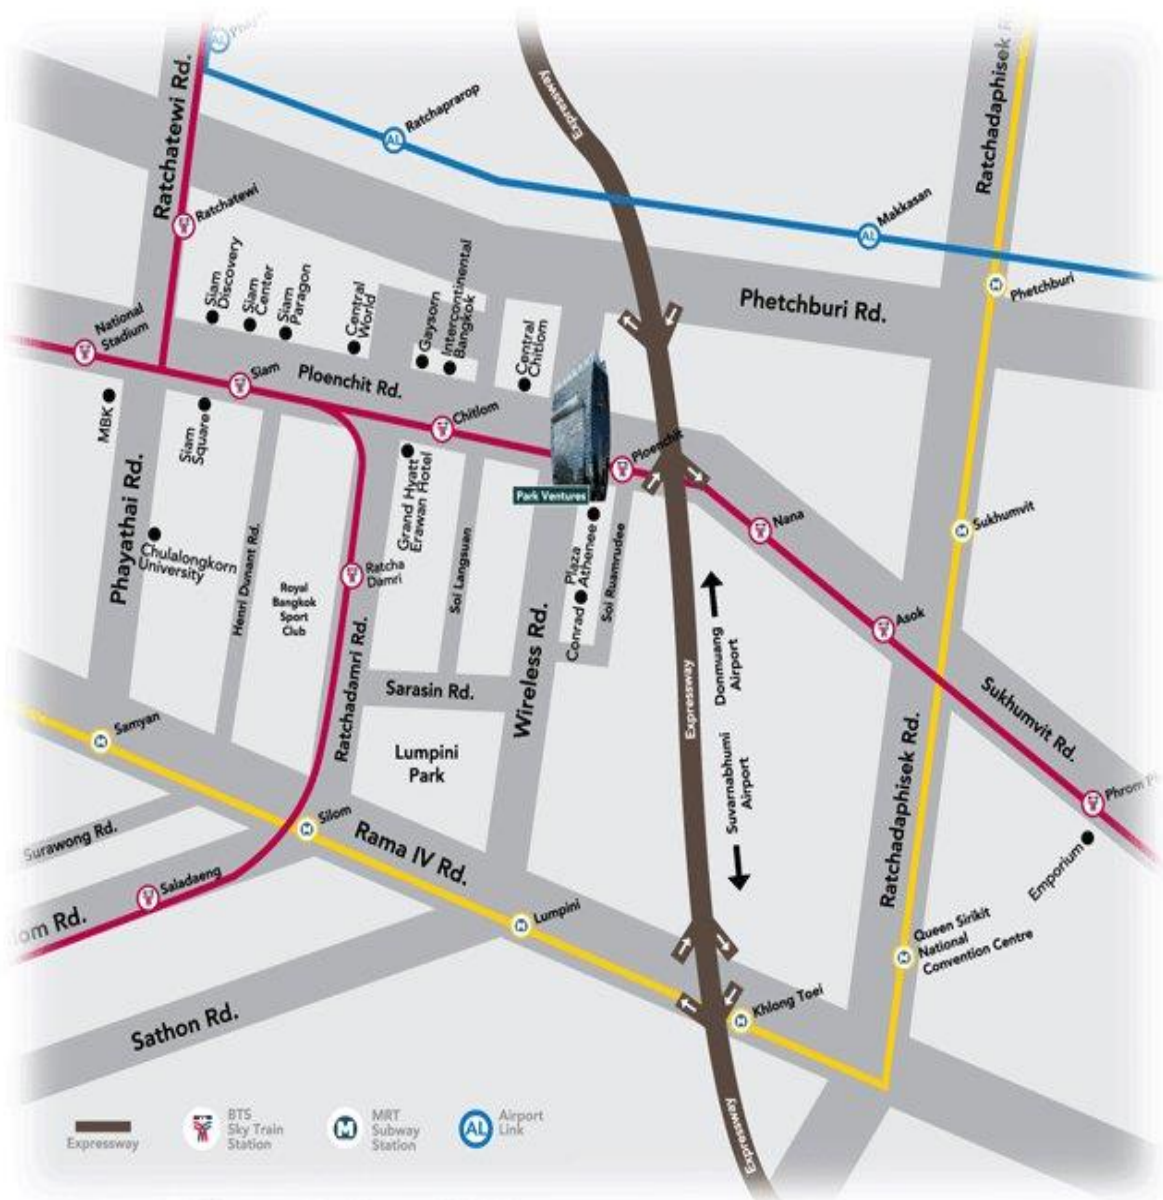 Expressway
Ratchaprarop
Ratchatewi Rd.
Ratchadaphisek
Ratchatewi
Makkasan
Phetchburi
Phetchburi Rd.
National
Stadium
Siam
Discovery
Siam
Center
Siam
Paragon
Central
World
Gaysorn
Intercontinental
Bangkok
Central
Chitlom
MBK
Siam
Square
Siam
Ploenchit Rd.
Chitlom
Ploenchit
Park Ventures
Nana
Sukhumvit
Asok
Phayathai Rd.
Chulalongkorn
University
Henri Dunant Rd.
Royal
Bangkok
Sport
Club
Ratcha
Damri
Grand Hyatt
Erawan Hotel
Soi Langsuan
Plaza
Athenee
Conrad
Soi Ruamrudee
Wireless Rd.
Sarasin Rd.
Ratchadamri Rd.
Lumpini
Park
Expressway
Donmuang
Airport
Suvarnabhumi
Airport
Sukhumvit Rd.
Ratchadaphisek Rd.
Phrom
Emporium
Samyan
Silom
Rama IV Rd.
Surawong Rd.
Saladaeng
lom Rd.
Lumpini
Queen Sirikit
National
Convention Centre
Khlong Toei
Sathon Rd.
Expressway
Expressway
BTS
Sky Train
Station
M
MRT
Subway
Station
AL
Airport
Link